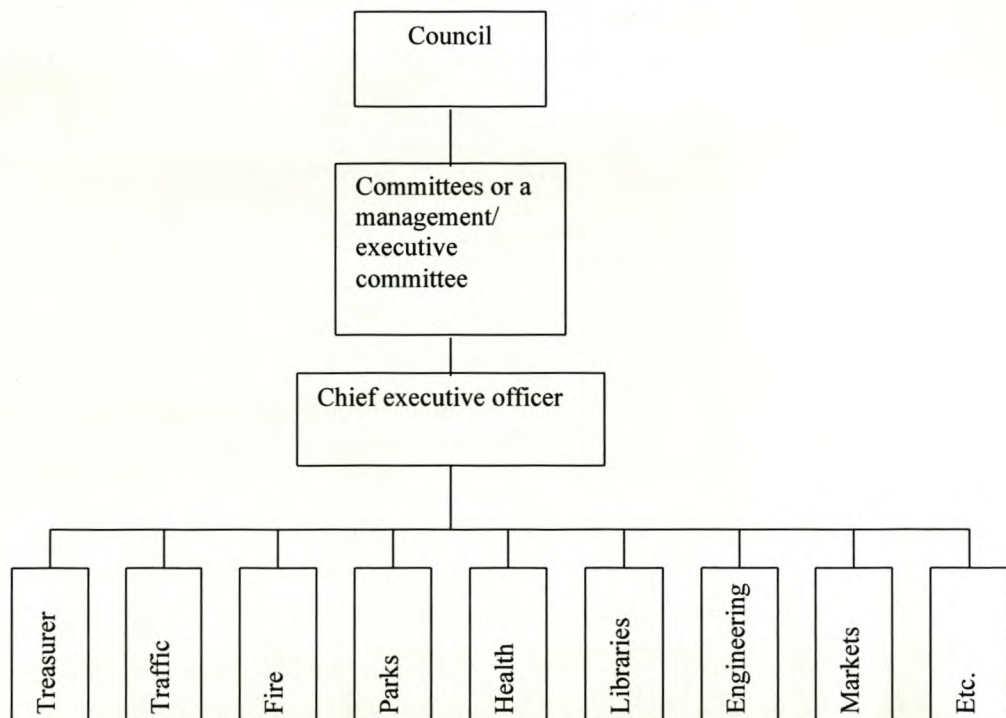 Council
Committees or a
management/
executive
committee
Chief executive officer
Treasurer
Traffic
Fire
Parks
Health
Libraries
Engineering
Markets
Etc.